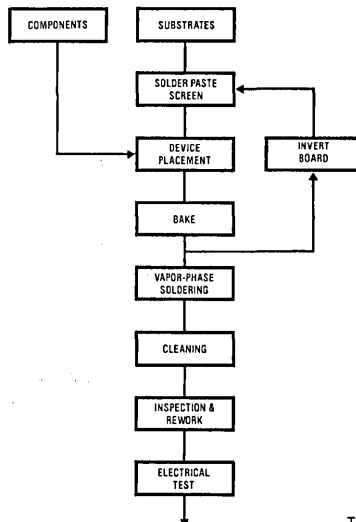 COMPONENTS
SUBSTRATES
SOLDER PASTE
SCREEN
DEVICE
PLACEMENT
INVERT
BOARD
BAKE
VAPOR-PHASE
SOLDERING
CLEANING
INSPECTION &
REWORK
ELECTRICAL
TEST
T